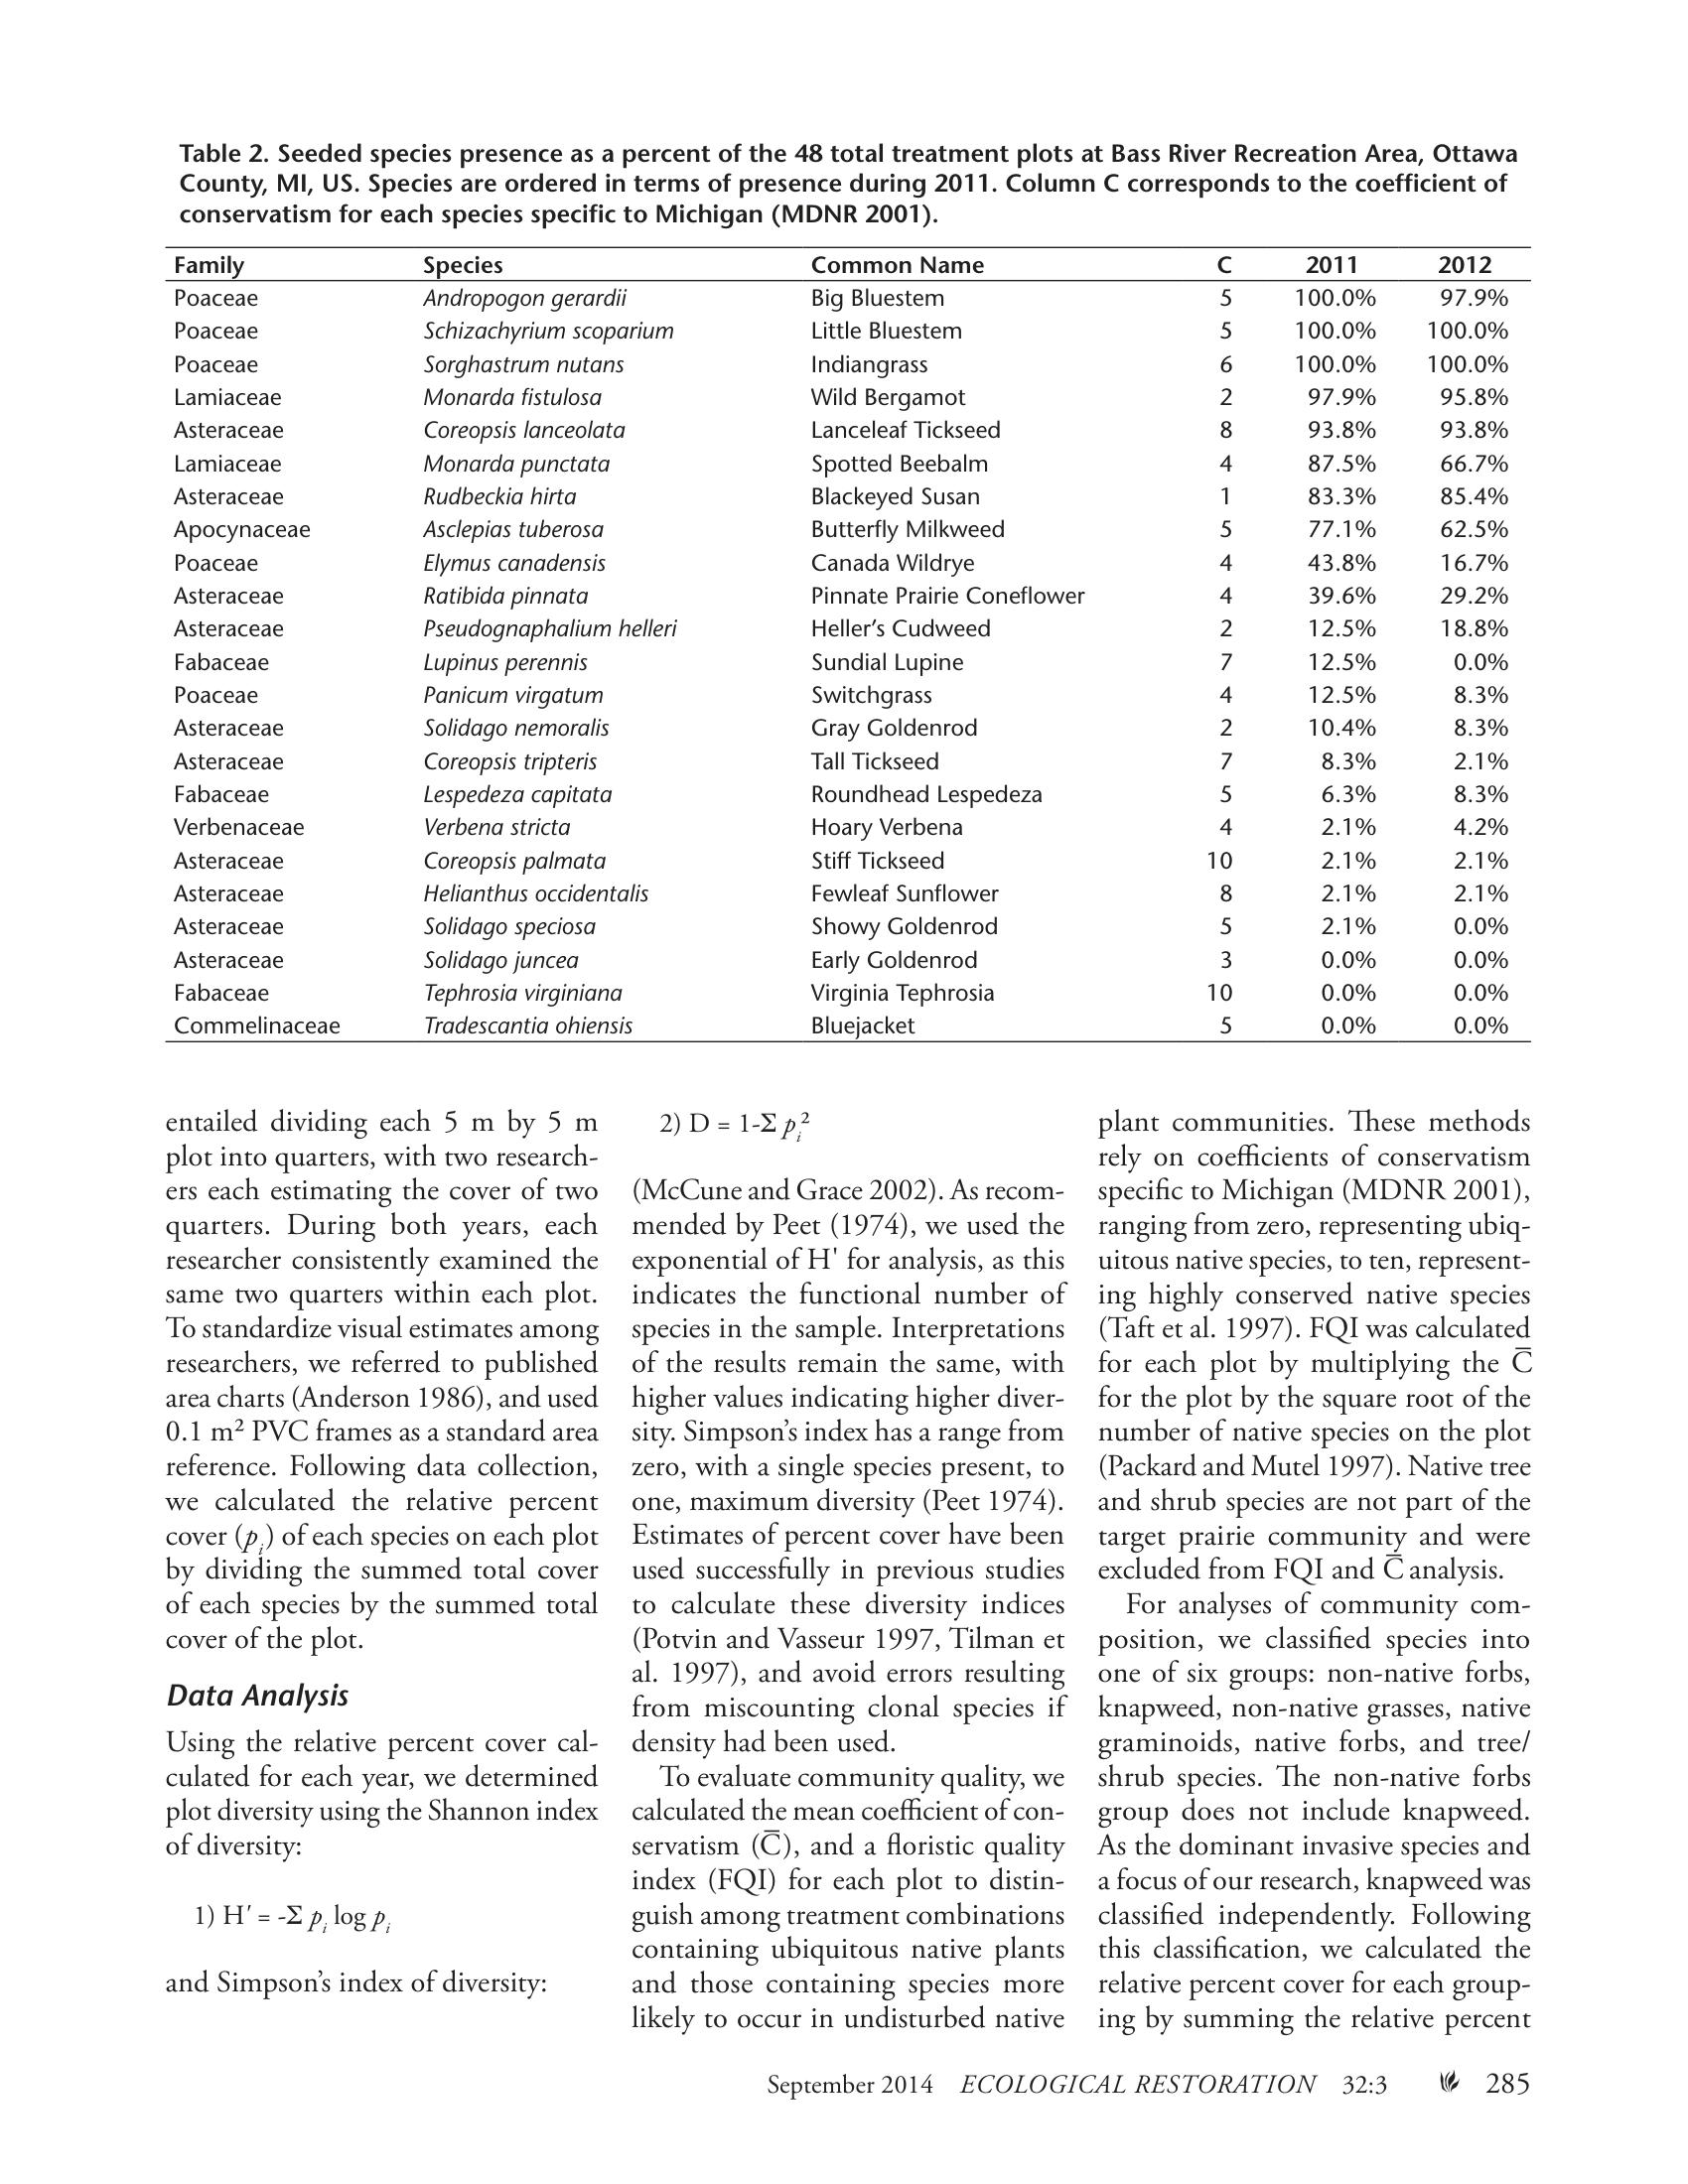 Table 2. Seeded species presence as a percent of the 48 total treatment plots at Bass River Recreation Area, Ottawa
County, MI, US. Species are ordered in terms of presence during 2011. Column C corresponds to the coefficient of
conservatism for each species specific to Michigan (MDNR 2001).
Family Species Common Name C 2011 2012
Poaceae Andropogon gerardii Big Bluestem 5 100.0% 97.9%
Poaceae Schizachyrium scoparium Little Bluestem 5 100.0% 100.0%
Poaceae Sorghastrum nutans Indiangrass 6 100.0% 100.0%
Lamiaceae Monarda fistulosa Wild Bergamot 2 97.9% 95.8%
Asteraceae Coreopsis lanceolata Lanceleaf Tickseed 8 93.8% 93.8%
Lamiaceae Monarda punctata Spotted Beebalm 4 87.5% 66.7%
Asteraceae Rudbeckia hirta Blackeyed Susan 1 83.3% 85.4%
Apocynaceae Asclepias tuberosa Butterfly Milkweed 5 77.1% 62.5%
Poaceae Elymus canadensis Canada Wildrye 4 43.8% 16.7%
Asteraceae Ratibida pinnata Pinnate Prairie Coneflower 4 39.6% 29.2%
Asteraceae Pseudognaphalium helleri Heller’s Cudweed 2 12.5% 18.8%
Fabaceae Lupinus perennis Sundial Lupine 7 12.5% 0.0%
Poaceae Panicum virgatum Switchgrass 4 12.5% 8.3%
Asteraceae Solidago nemoralis Gray Goldenrod 2 10.4% 8.3%
Asteraceae Coreopsis tripteris Tall Tickseed 7 8.3% 2.1%
Fabaceae Lespedeza capitata Roundhead Lespedeza 5 6.3% 8.3%
Verbenaceae Verbena stricta Hoary Verbena 4 2.1% 4.2%
Asteraceae Coreopsis palmata Stiff Tickseed 10 2.1% 2.1%
Asteraceae Helianthus occidentalis Fewleaf Sunflower 8 2.1% 2.1%
Asteraceae Solidago speciosa Showy Goldenrod 5 2.1% 0.0%
Asteraceae Solidago juncea Early Goldenrod 3 0.0% 0.0%
Fabaceae Tephrosia virginiana Virginia Tephrosia 10 0.0% 0.0%
Commelinaceae Tradescantia ohiensis Bluejacket 5 0.0% 0.0%
entailed dividing each 5 m by 5 m
plot into quarters, with two research-
ers each estimating the cover of two
quarters. During both years, each
researcher consistently examined the
same two quarters within each plot.
To standardize visual estimates among
researchers, we referred to published
area charts (Anderson 1986), and used
0.1 m² PVC frames as a standard area
reference. Following data collection,
we calculated the relative percent
cover (pᵢ) of each species on each plot
by dividing the summed total cover
of each species by the summed total
cover of the plot.
Data Analysis
Using the relative percent cover cal-
culated for each year, we determined
plot diversity using the Shannon index
of diversity:
1) H′ = -Σ pᵢ log pᵢ
and Simpson’s index of diversity:
2) D = 1-Σ pᵢ²
(McCune and Grace 2002). As recom-
mended by Peet (1974), we used the
exponential of H' for analysis, as this
indicates the functional number of
species in the sample. Interpretations
of the results remain the same, with
higher values indicating higher diver-
sity. Simpson’s index has a range from
zero, with a single species present, to
one, maximum diversity (Peet 1974).
Estimates of percent cover have been
used successfully in previous studies
to calculate these diversity indices
(Potvin and Vasseur 1997, Tilman et
al. 1997), and avoid errors resulting
from miscounting clonal species if
density had been used.
To evaluate community quality, we
calculated the mean coefficient of con-
servatism (C̅), and a floristic quality
index (FQI) for each plot to distin-
guish among treatment combinations
containing ubiquitous native plants
and those containing species more
likely to occur in undisturbed native
plant communities. These methods
rely on coefficients of conservatism
specific to Michigan (MDNR 2001),
ranging from zero, representing ubiq-
uitous native species, to ten, represent-
ing highly conserved native species
(Taft et al. 1997). FQI was calculated
for each plot by multiplying the C̅
for the plot by the square root of the
number of native species on the plot
(Packard and Mutel 1997). Native tree
and shrub species are not part of the
target prairie community and were
excluded from FQI and C̅ analysis.
For analyses of community com-
position, we classified species into
one of six groups: non-native forbs,
knapweed, non-native grasses, native
graminoids, native forbs, and tree/
shrub species. The non-native forbs
group does not include knapweed.
As the dominant invasive species and
a focus of our research, knapweed was
classified independently. Following
this classification, we calculated the
relative percent cover for each group-
ing by summing the relative percent
September 2014 ECOLOGICAL RESTORATION 32:3 285